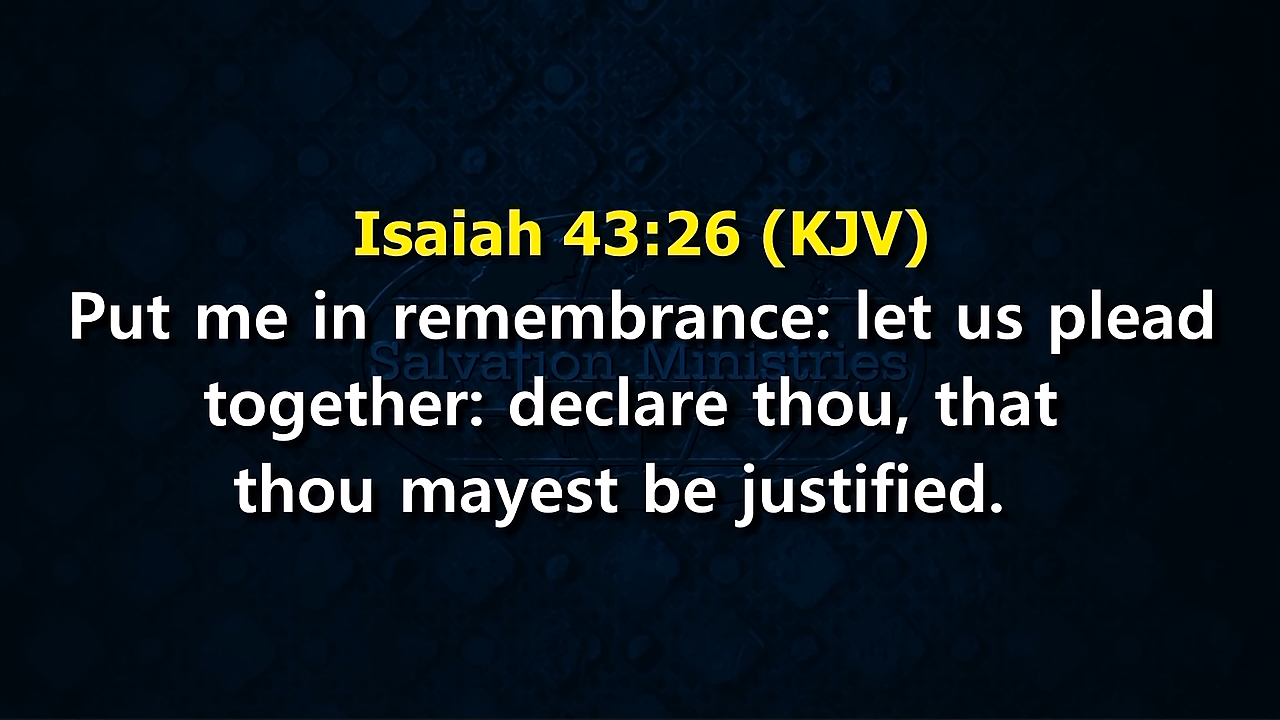 Isaiah 43:26 (KJV)
Put me in remembrance: let us plead
Salvation Ministries
together: declare thou, that
thou mayest be justified.